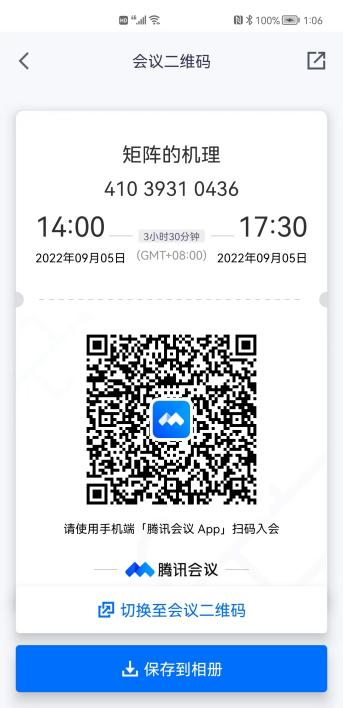 100% 1:06
会议二维码
矩阵的机理
410 3931 0436
14:00 3小时30分钟 17:30
2022年09月05日 (GMT+08:00) 2022年09月05日
请使用手机端「腾讯会议 App」扫码入会
腾讯会议
切换至会议二维码
保存到相册